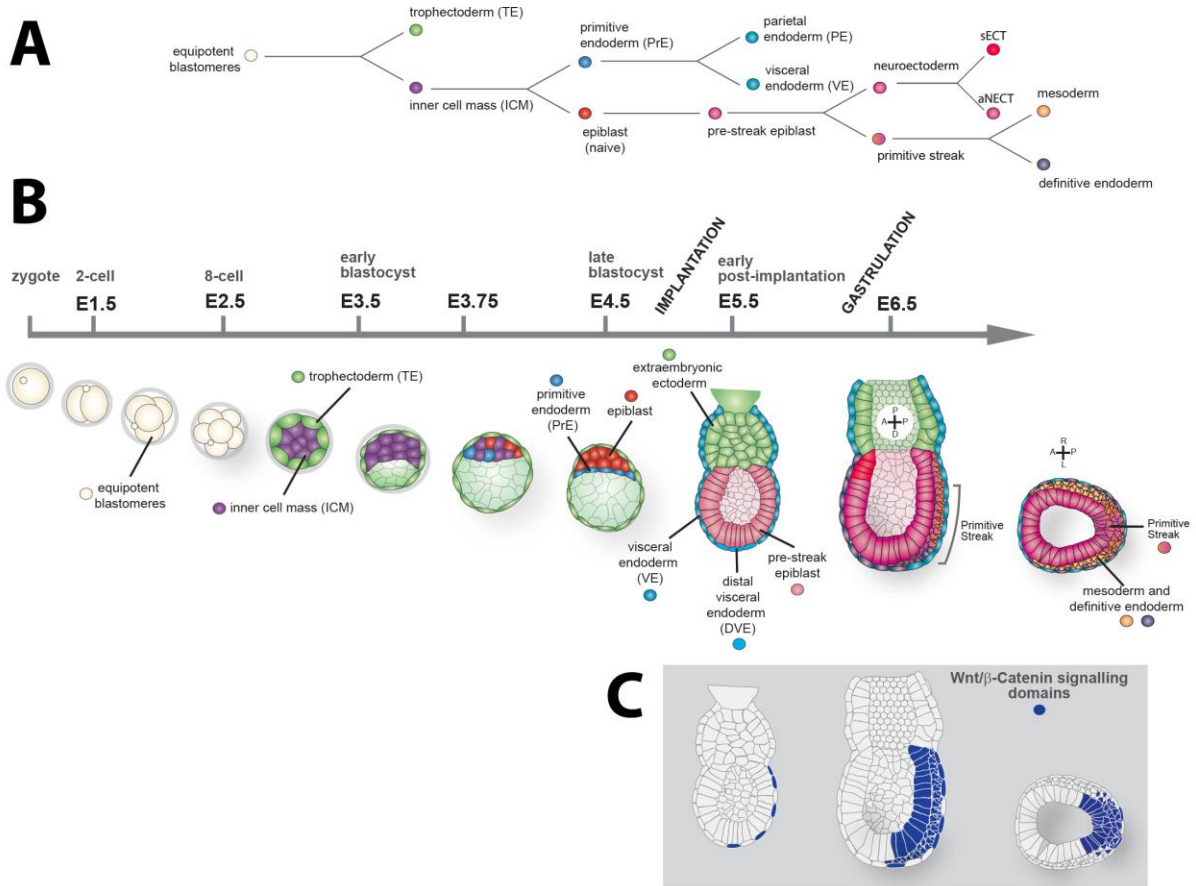 A
equipotent
blastomeres
trophectoderm (TE)
inner cell mass (ICM)
primitive
endoderm (PrE)
epiblast
(naive)
parietal
endoderm (PE)
visceral
endoderm (VE)
pre-streak epiblast
neuroectoderm
primitive streak
sECT
aNECT
mesoderm
definitive endoderm
B
zygote
2-cell
E1.5
8-cell
E2.5
early
blastocyst
E3.5
E3.75
late
blastocyst
E4.5
IMPLANTATION
early
post-implantation
E5.5
GASTRULATION
E6.5
equipotent
blastomeres
trophectoderm (TE)
inner cell mass (ICM)
primitive
endoderm
(PrE)
epiblast
extraembryonic
ectoderm
visceral
endoderm
(VE)
distal
visceral
endoderm
(DVE)
pre-streak
epiblast
P
A P
D
Primitive
Streak
R
A P
L
Primitive
Streak
mesoderm and
definitive endoderm
C
Wnt/β-Catenin signalling
domains